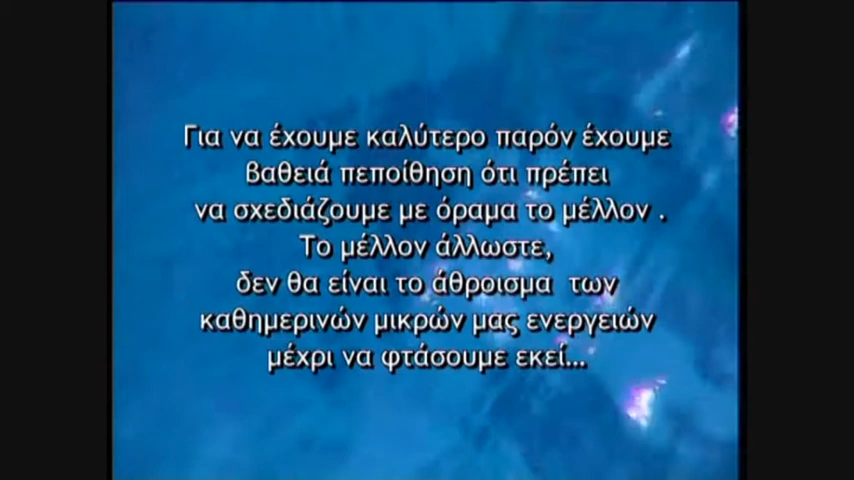 Για να έχουμε καλύτερο παρόν έχουμε
βαθειά πεποίθηση ότι πρέπει
να σχεδιάζουμε με όραμα το μέλλον .
Το μέλλον άλλωστε,
δεν θα είναι το άθροισμα των
καθημερινών μικρών μας ενεργειών
μέχρι να φτάσουμε εκεί...